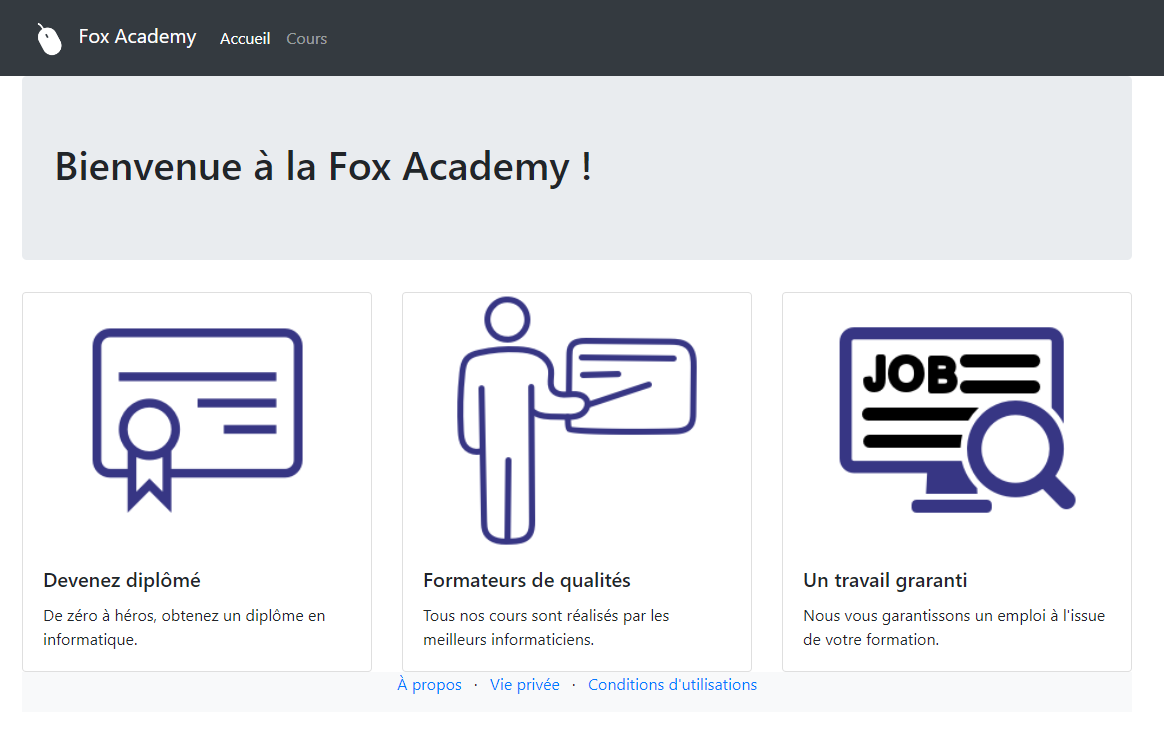 Fox Academy Accueil Cours
Bienvenue à la Fox Academy !
JOB
Devenez diplômé
De zéro à héros, obtenez un diplôme en
informatique.
Formateurs de qualités
Tous nos cours sont réalisés par les
meilleurs informaticiens.
Un travail graranti
Nous vous garantissons un emploi à l'issue
de votre formation.
À propos · Vie privée · Conditions d'utilisations